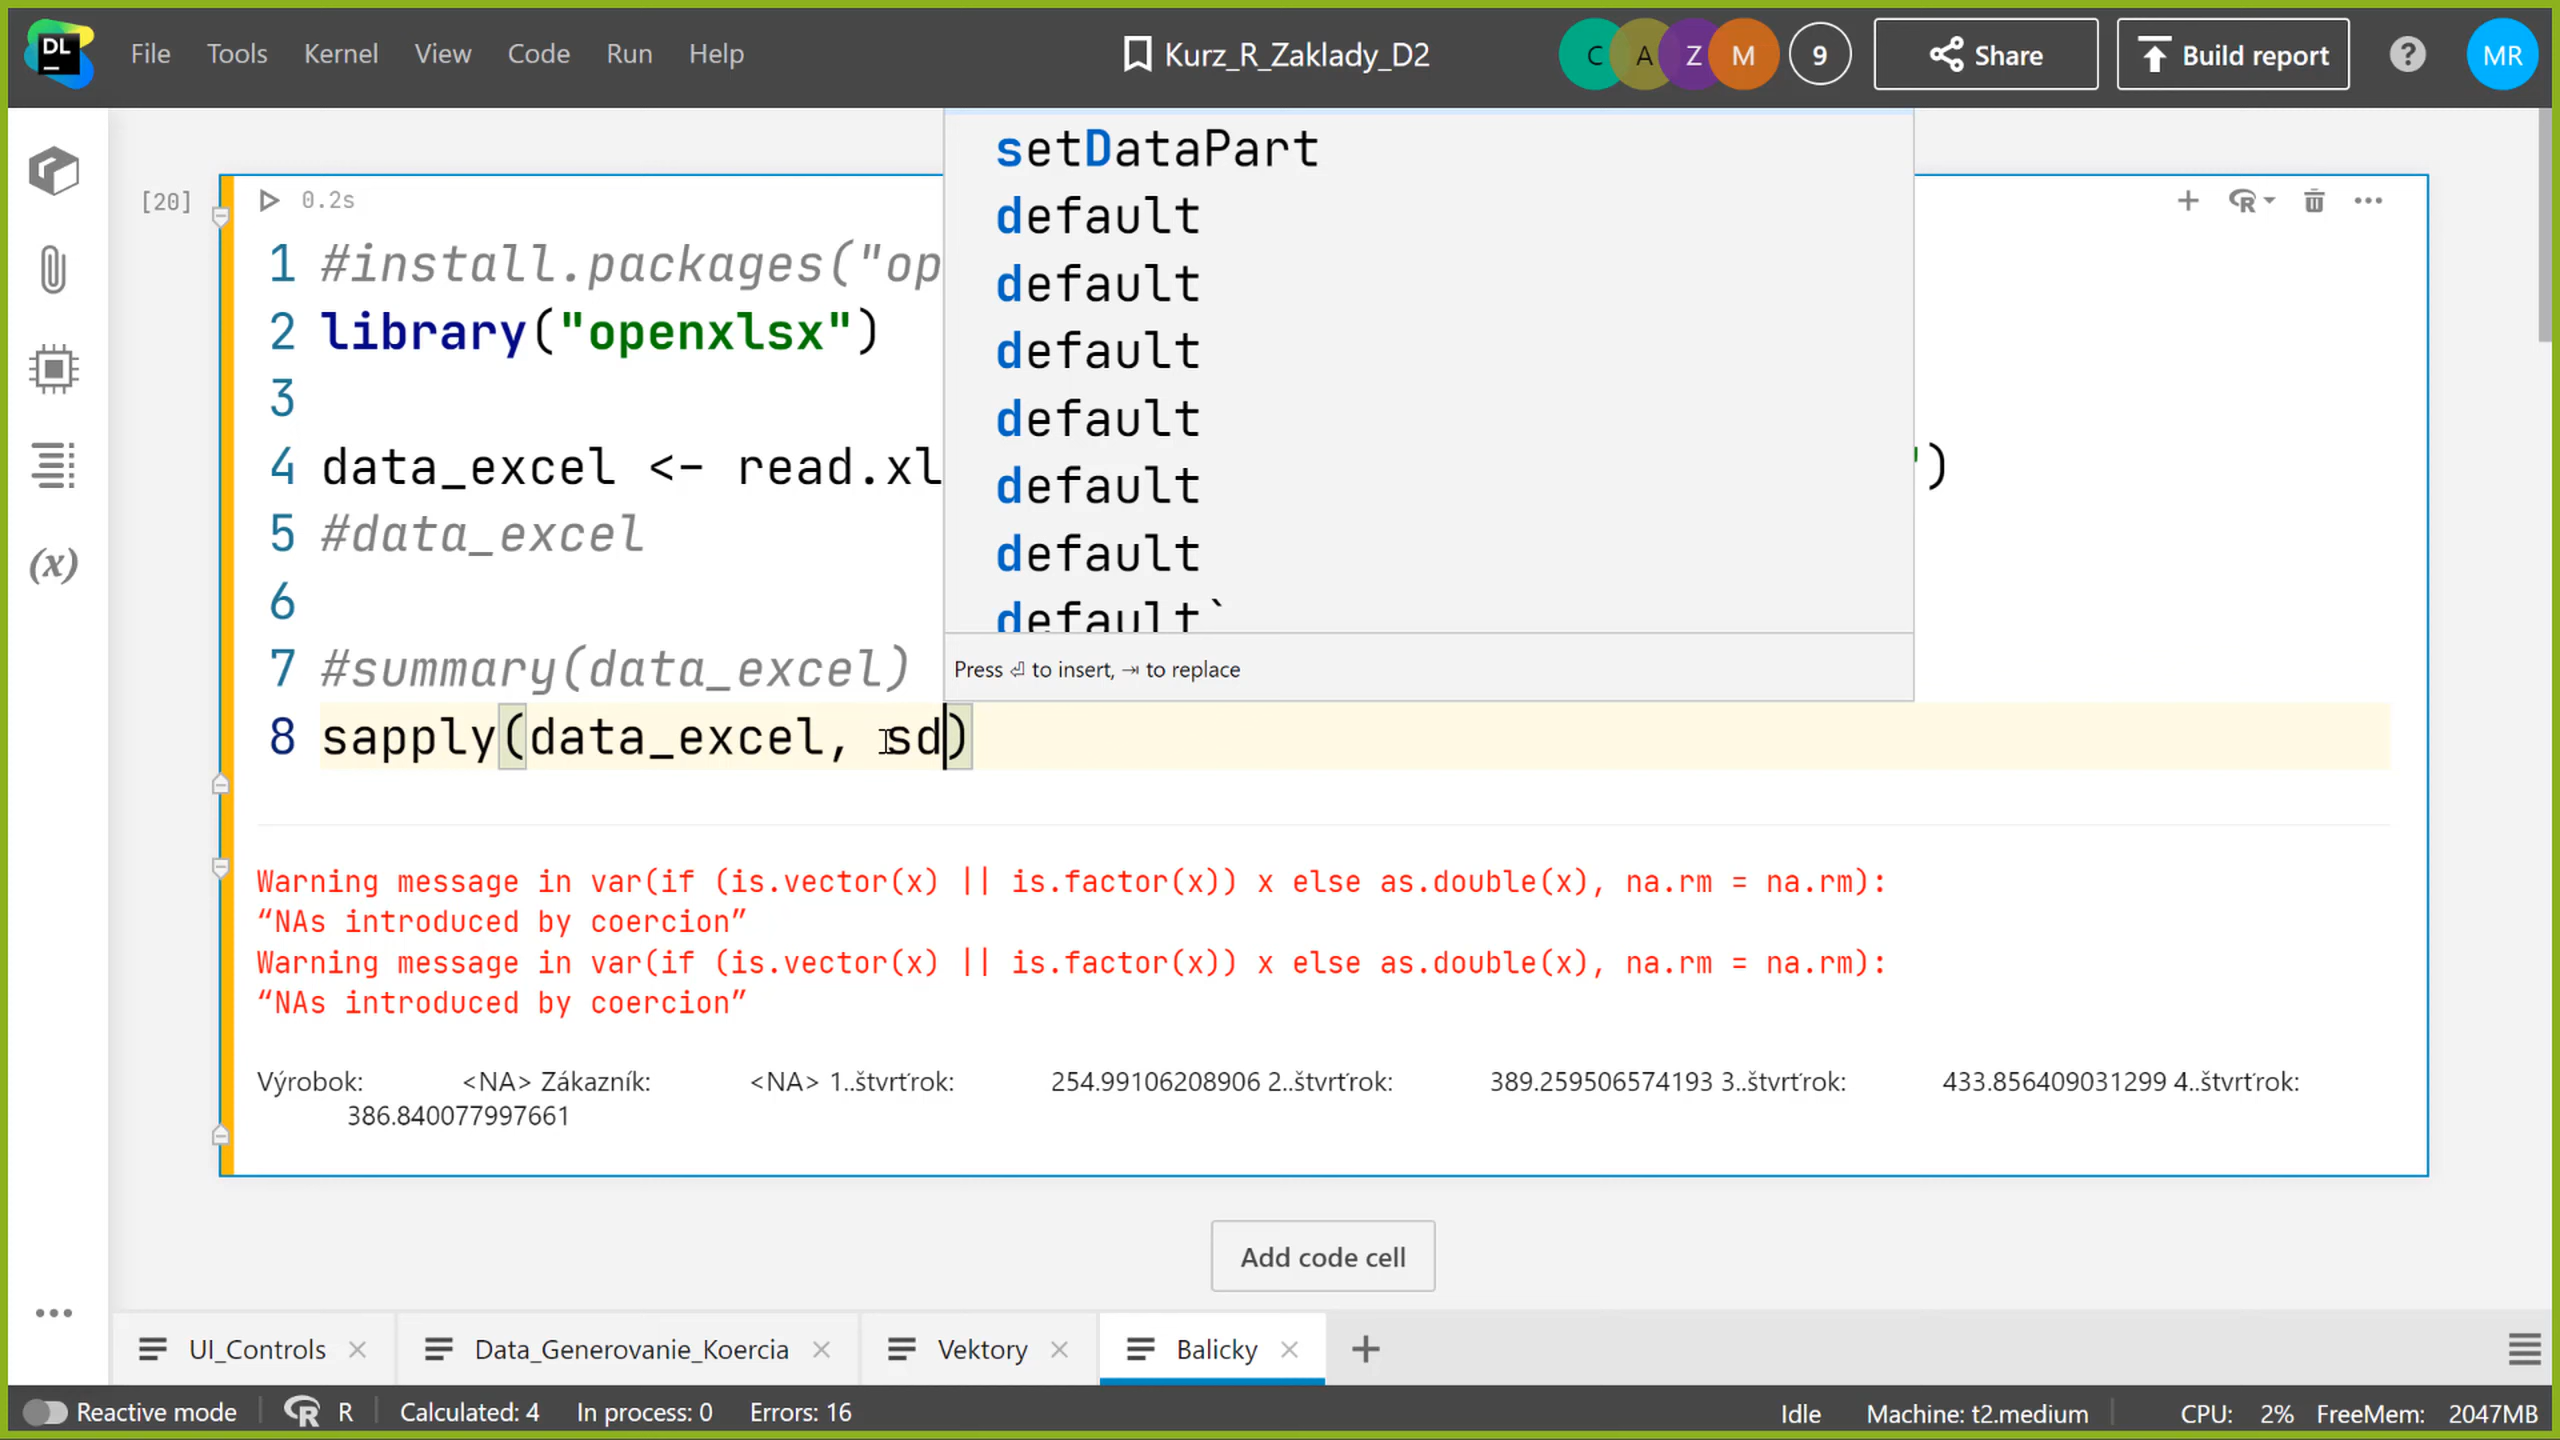 DL
File Tools Kernel View Code Run Help
Kurz_R_Zaklady_D2
C A Z M 9
Share
Build report
?
MR
[20]
0.2s
1 #install.packages("op
2 library("openxlsx")
3
4 data_excel <- read.xl ")
5 #data_excel
6
7 #summary(data_excel)
8 sapply(data_excel, sd)
setDataPart
default
default
default
default
default
default
default`
Press ⏎ to insert, ⇥ to replace
R
(x)
Warning message in var(if (is.vector(x) || is.factor(x)) x else as.double(x), na.rm = na.rm):
“NAs introduced by coercion”
Warning message in var(if (is.vector(x) || is.factor(x)) x else as.double(x), na.rm = na.rm):
“NAs introduced by coercion”
Výrobok: <NA> Zákazník: <NA> 1..štvrťrok: 254.99106208906 2..štvrťrok: 389.259506574193 3..štvrťrok: 433.856409031299 4..štvrťrok:
386.840077997661
Add code cell
UI_Controls Data_Generovanie_Koercia Vektory Balicky
Reactive mode R R Calculated: 4 In process: 0 Errors: 16 Idle Machine: t2.medium CPU: 2% FreeMem: 2047MB